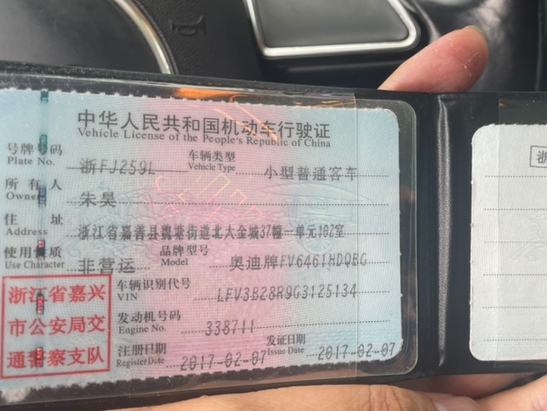 中华人民共和国机动车行驶证
Vehicle License of the People's Republic of China
号牌号码 浙FJ259L 车辆类型 小型普通客车
Plate No. Vehicle Type
所有人 朱昊
Owner
住址 浙江省嘉善县魏塘街道北大金城37幢一单元102室
Address
使用性质 非营运 品牌型号 奥迪牌FV6461HDQBG
Use Character Model
车辆识别代号 LFV3B28R9G3125134
VIN
发动机号码 338711
Engine No.
注册日期 2017-02-07 发证日期 2017-02-07
Register Date Issue Date
浙江省嘉兴
市公安局交
通警察支队